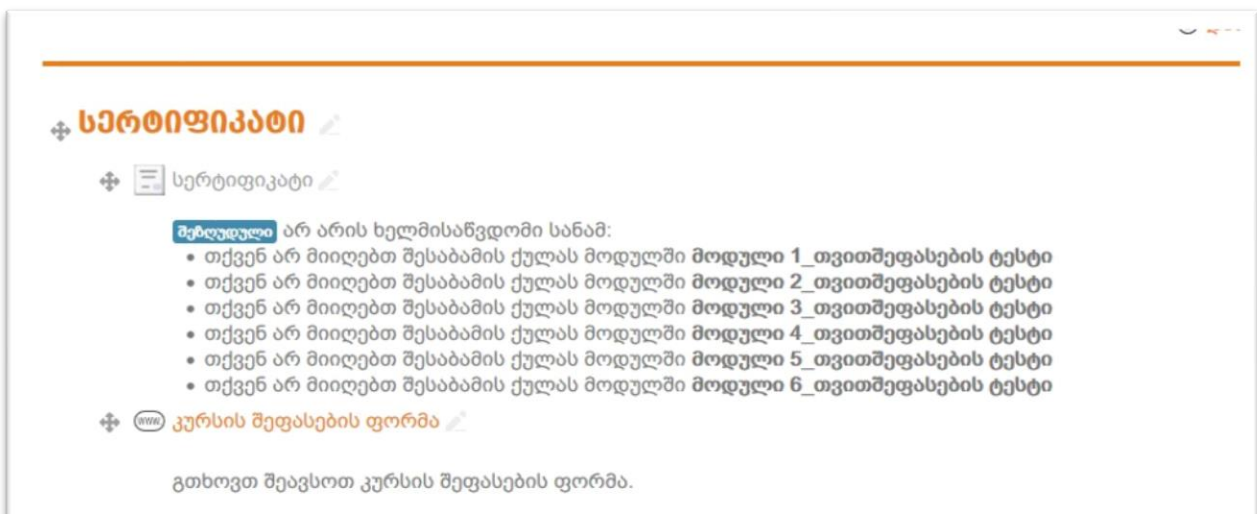 სერტიფიკატი
სერტიფიკატი
შეზღუდული არ არის ხელმისაწვდომი სანამ:
• თქვენ არ მიიღებთ შესაბამის ქულას მოდულში მოდული 1_თვითშეფასების ტესტი
• თქვენ არ მიიღებთ შესაბამის ქულას მოდულში მოდული 2_თვითშეფასების ტესტი
• თქვენ არ მიიღებთ შესაბამის ქულას მოდულში მოდული 3_თვითშეფასების ტესტი
• თქვენ არ მიიღებთ შესაბამის ქულას მოდულში მოდული 4_თვითშეფასების ტესტი
• თქვენ არ მიიღებთ შესაბამის ქულას მოდულში მოდული 5_თვითშეფასების ტესტი
• თქვენ არ მიიღებთ შესაბამის ქულას მოდულში მოდული 6_თვითშეფასების ტესტი
www კურსის შეფასების ფორმა
გთხოვთ შეავსოთ კურსის შეფასების ფორმა.